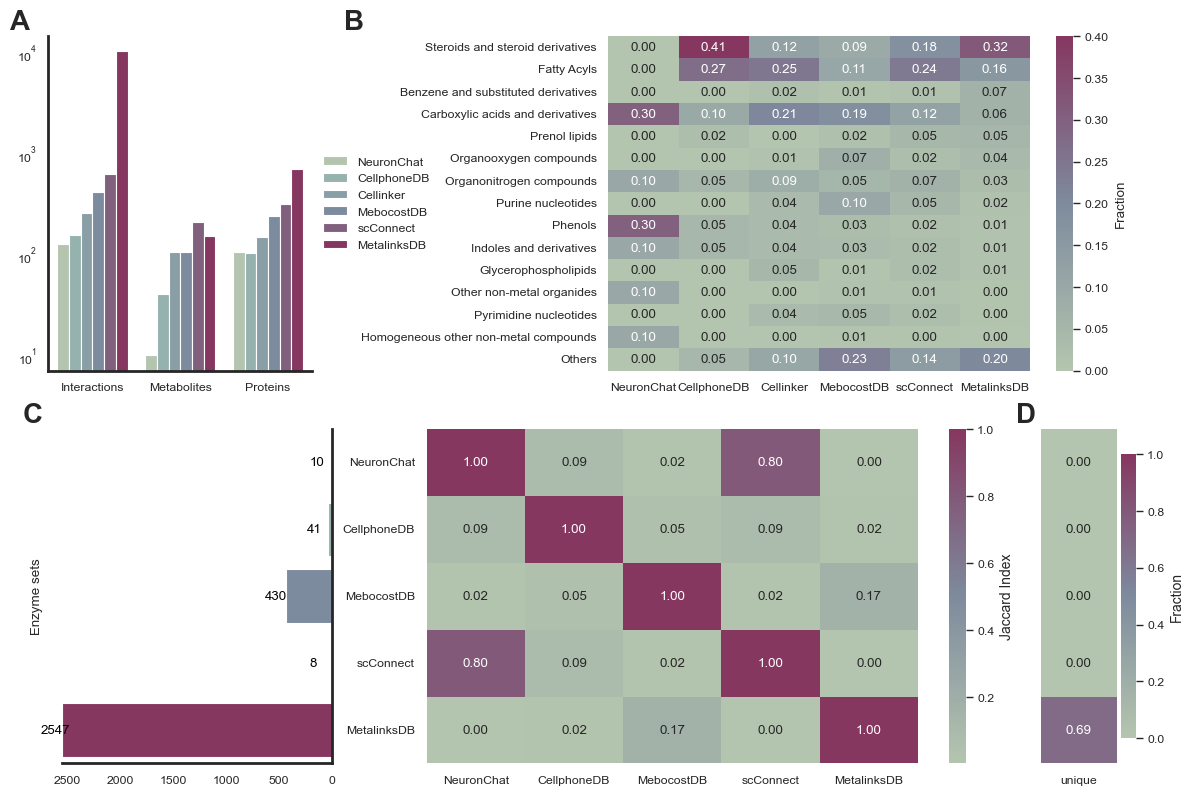 A
10^4
10^3
10^2
10^1
Interactions Metabolites Proteins
NeuronChat
CellphoneDB
Cellinker
MebocostDB
scConnect
MetalinksDB
B
Steroids and steroid derivatives 0.00 0.41 0.12 0.09 0.18 0.32
Fatty Acyls 0.00 0.27 0.25 0.11 0.24 0.16
Benzene and substituted derivatives 0.00 0.00 0.02 0.01 0.01 0.07
Carboxylic acids and derivatives 0.30 0.10 0.21 0.19 0.12 0.06
Prenol lipids 0.00 0.02 0.00 0.02 0.05 0.05
Organooxygen compounds 0.00 0.00 0.01 0.07 0.02 0.04
Organonitrogen compounds 0.10 0.05 0.09 0.05 0.07 0.03
Purine nucleotides 0.00 0.00 0.04 0.10 0.05 0.02
Phenols 0.30 0.05 0.04 0.03 0.02 0.01
Indoles and derivatives 0.10 0.05 0.04 0.03 0.02 0.01
Glycerophospholipids 0.00 0.00 0.05 0.01 0.02 0.01
Other non-metal organides 0.10 0.00 0.00 0.01 0.01 0.00
Pyrimidine nucleotides 0.00 0.00 0.04 0.05 0.02 0.00
Homogeneous other non-metal compounds 0.10 0.00 0.00 0.01 0.00 0.00
Others 0.00 0.05 0.10 0.23 0.14 0.20
NeuronChat CellphoneDB Cellinker MebocostDB scConnect MetalinksDB
0.40
0.35
0.30
0.25
0.20
0.15
0.10
0.05
0.00
Fraction
C
Enzyme sets
10
41
430
8
2547
2500 2000 1500 1000 500 0
NeuronChat 1.00 0.09 0.02 0.80 0.00
CellphoneDB 0.09 1.00 0.05 0.09 0.02
MebocostDB 0.02 0.05 1.00 0.02 0.17
scConnect 0.80 0.09 0.02 1.00 0.00
MetalinksDB 0.00 0.02 0.17 0.00 1.00
NeuronChat CellphoneDB MebocostDB scConnect MetalinksDB
1.0
0.8
0.6
0.4
0.2
Jaccard Index
D
0.00
0.00
0.00
0.00
0.69
unique
1.0
0.8
0.6
0.4
0.2
0.0
Fraction